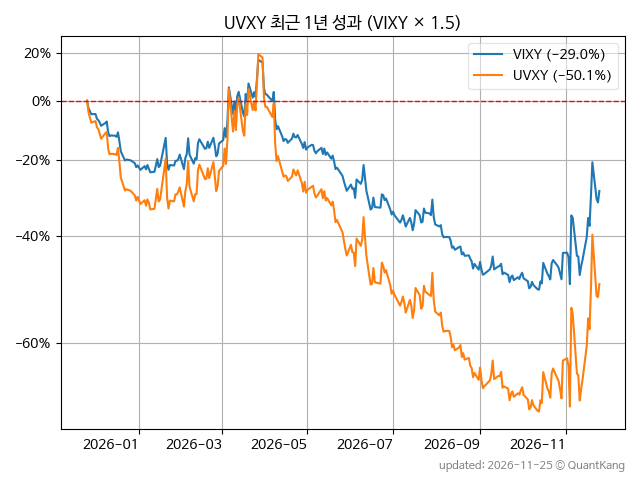 UVXY 최근 1년 성과 (VIXY × 1.5)
VIXY (−29.0%)
UVXY (−50.1%)
20%
0%
−20%
−40%
−60%
2026-01
2026-03
2026-05
2026-07
2026-09
2026-11
updated: 2026-11-25 ⓒ QuantKang